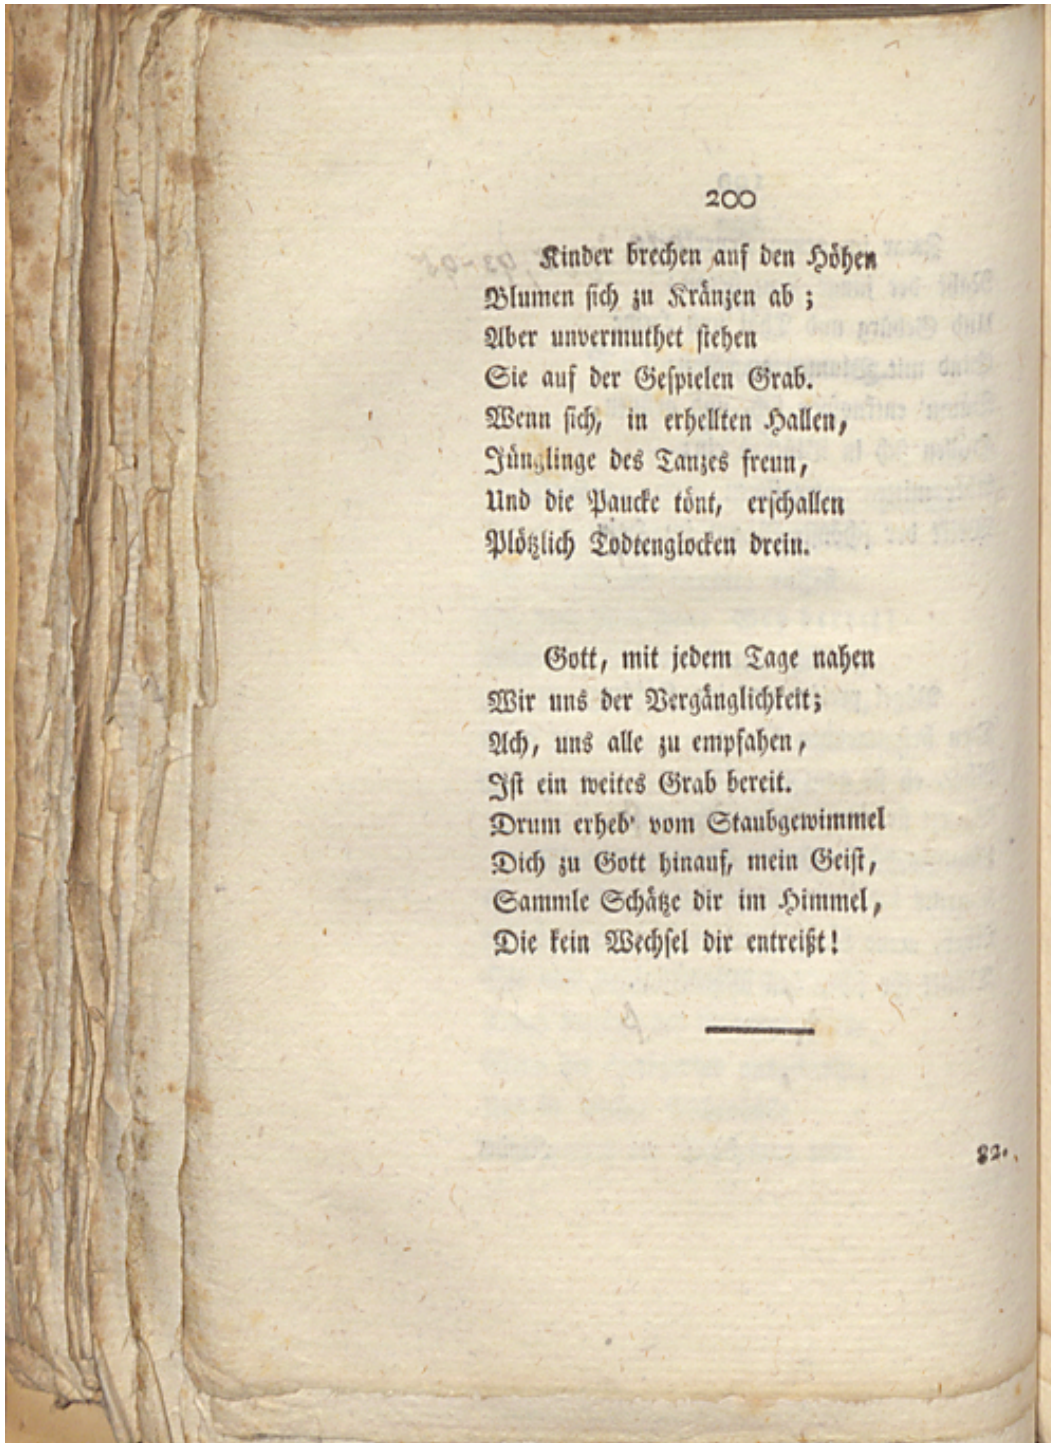 200
Kinder brechen auf den Höhen
Blumen sich zu Kränzen ab;
Aber unvermuthet stehen
Sie auf der Gespielen Grab.
Wenn sich, in erhellten Hallen,
Jünglinge des Tanzes freun,
Und die Paucke tönt, erschallen
Plötzlich Todtenglocken drein.
Gott, mit jedem Tage nahen
Wir uns der Vergänglichkeit;
Ach, uns alle zu empfahen,
Ist ein weites Grab bereit.
Drum erheb' vom Staubgewimmel
Dich zu Gott hinauf, mein Geist,
Sammle Schätze dir im Himmel,
Die kein Wechsel dir entreißt!
82.